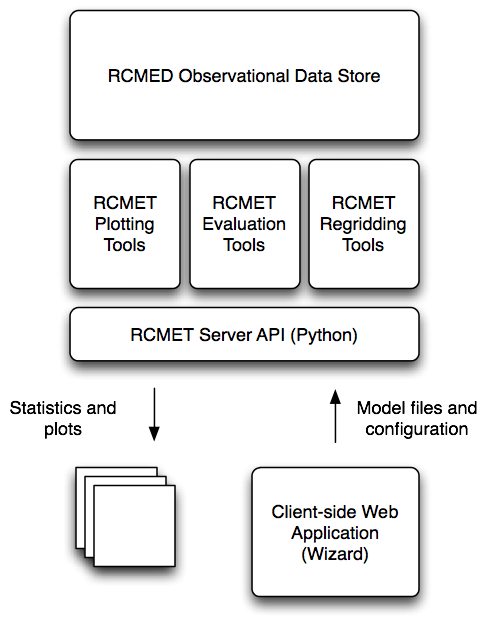 RCMED Observational Data Store
RCMET
Plotting
Tools
RCMET
Evaluation
Tools
RCMET
Regridding
Tools
RCMET Server API (Python)
Statistics and
plots
Model files and
configuration
Client-side Web
Application
(Wizard)